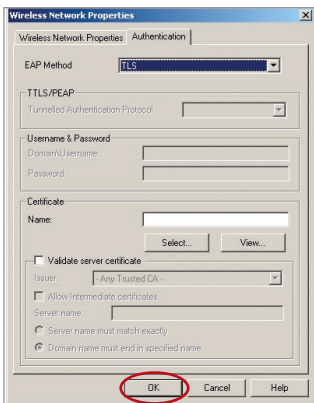 Wireless Network Properties
Wireless Network Properties Authentication
EAP Method TLS
TTLS/PEAP
Tunnelled Authentication Protocol
Username & Password
Domain\Username:
Password:
Certificate
Name:
Select... View...
Validate server certificate
Issuer: - Any Trusted CA -
Allow Intermediate certificates
Server name:
Server name must match exactly
Domain name must end in specified name
OK Cancel Help